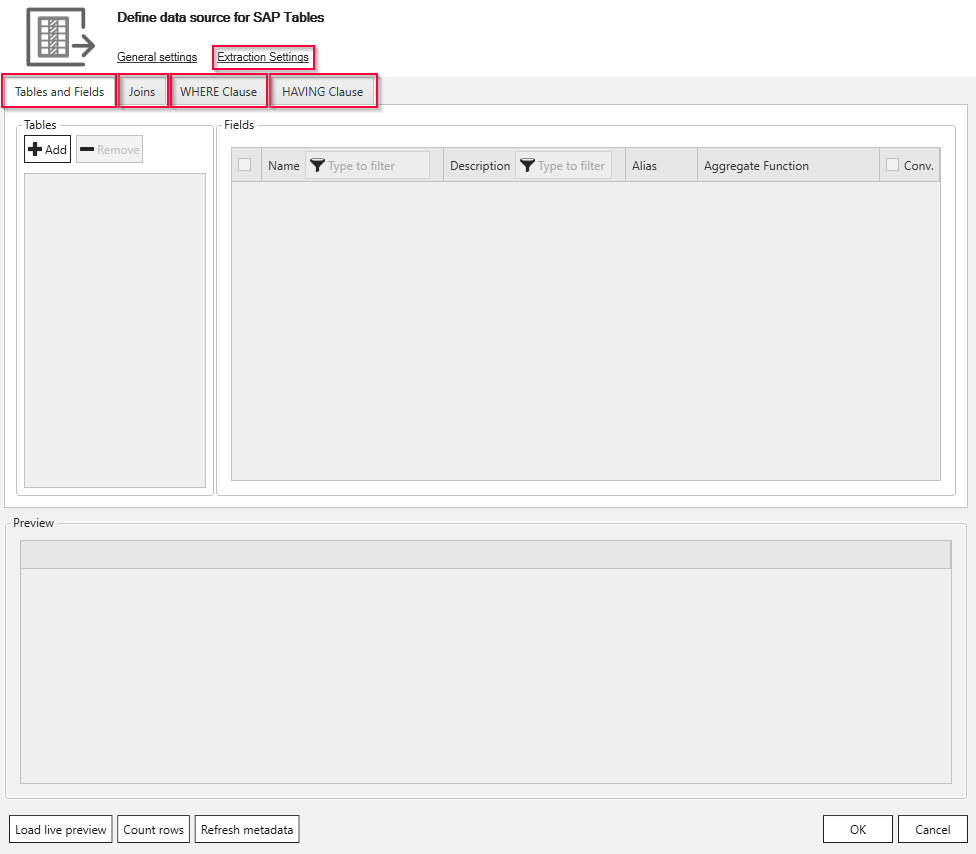 Define data source for SAP Tables
General settings Extraction Settings
Tables and Fields Joins WHERE Clause HAVING Clause
Tables Fields
Add Remove
Name Type to filter Description Type to filter Alias Aggregate Function Conv.
Preview
Load live preview Count rows Refresh metadata OK Cancel